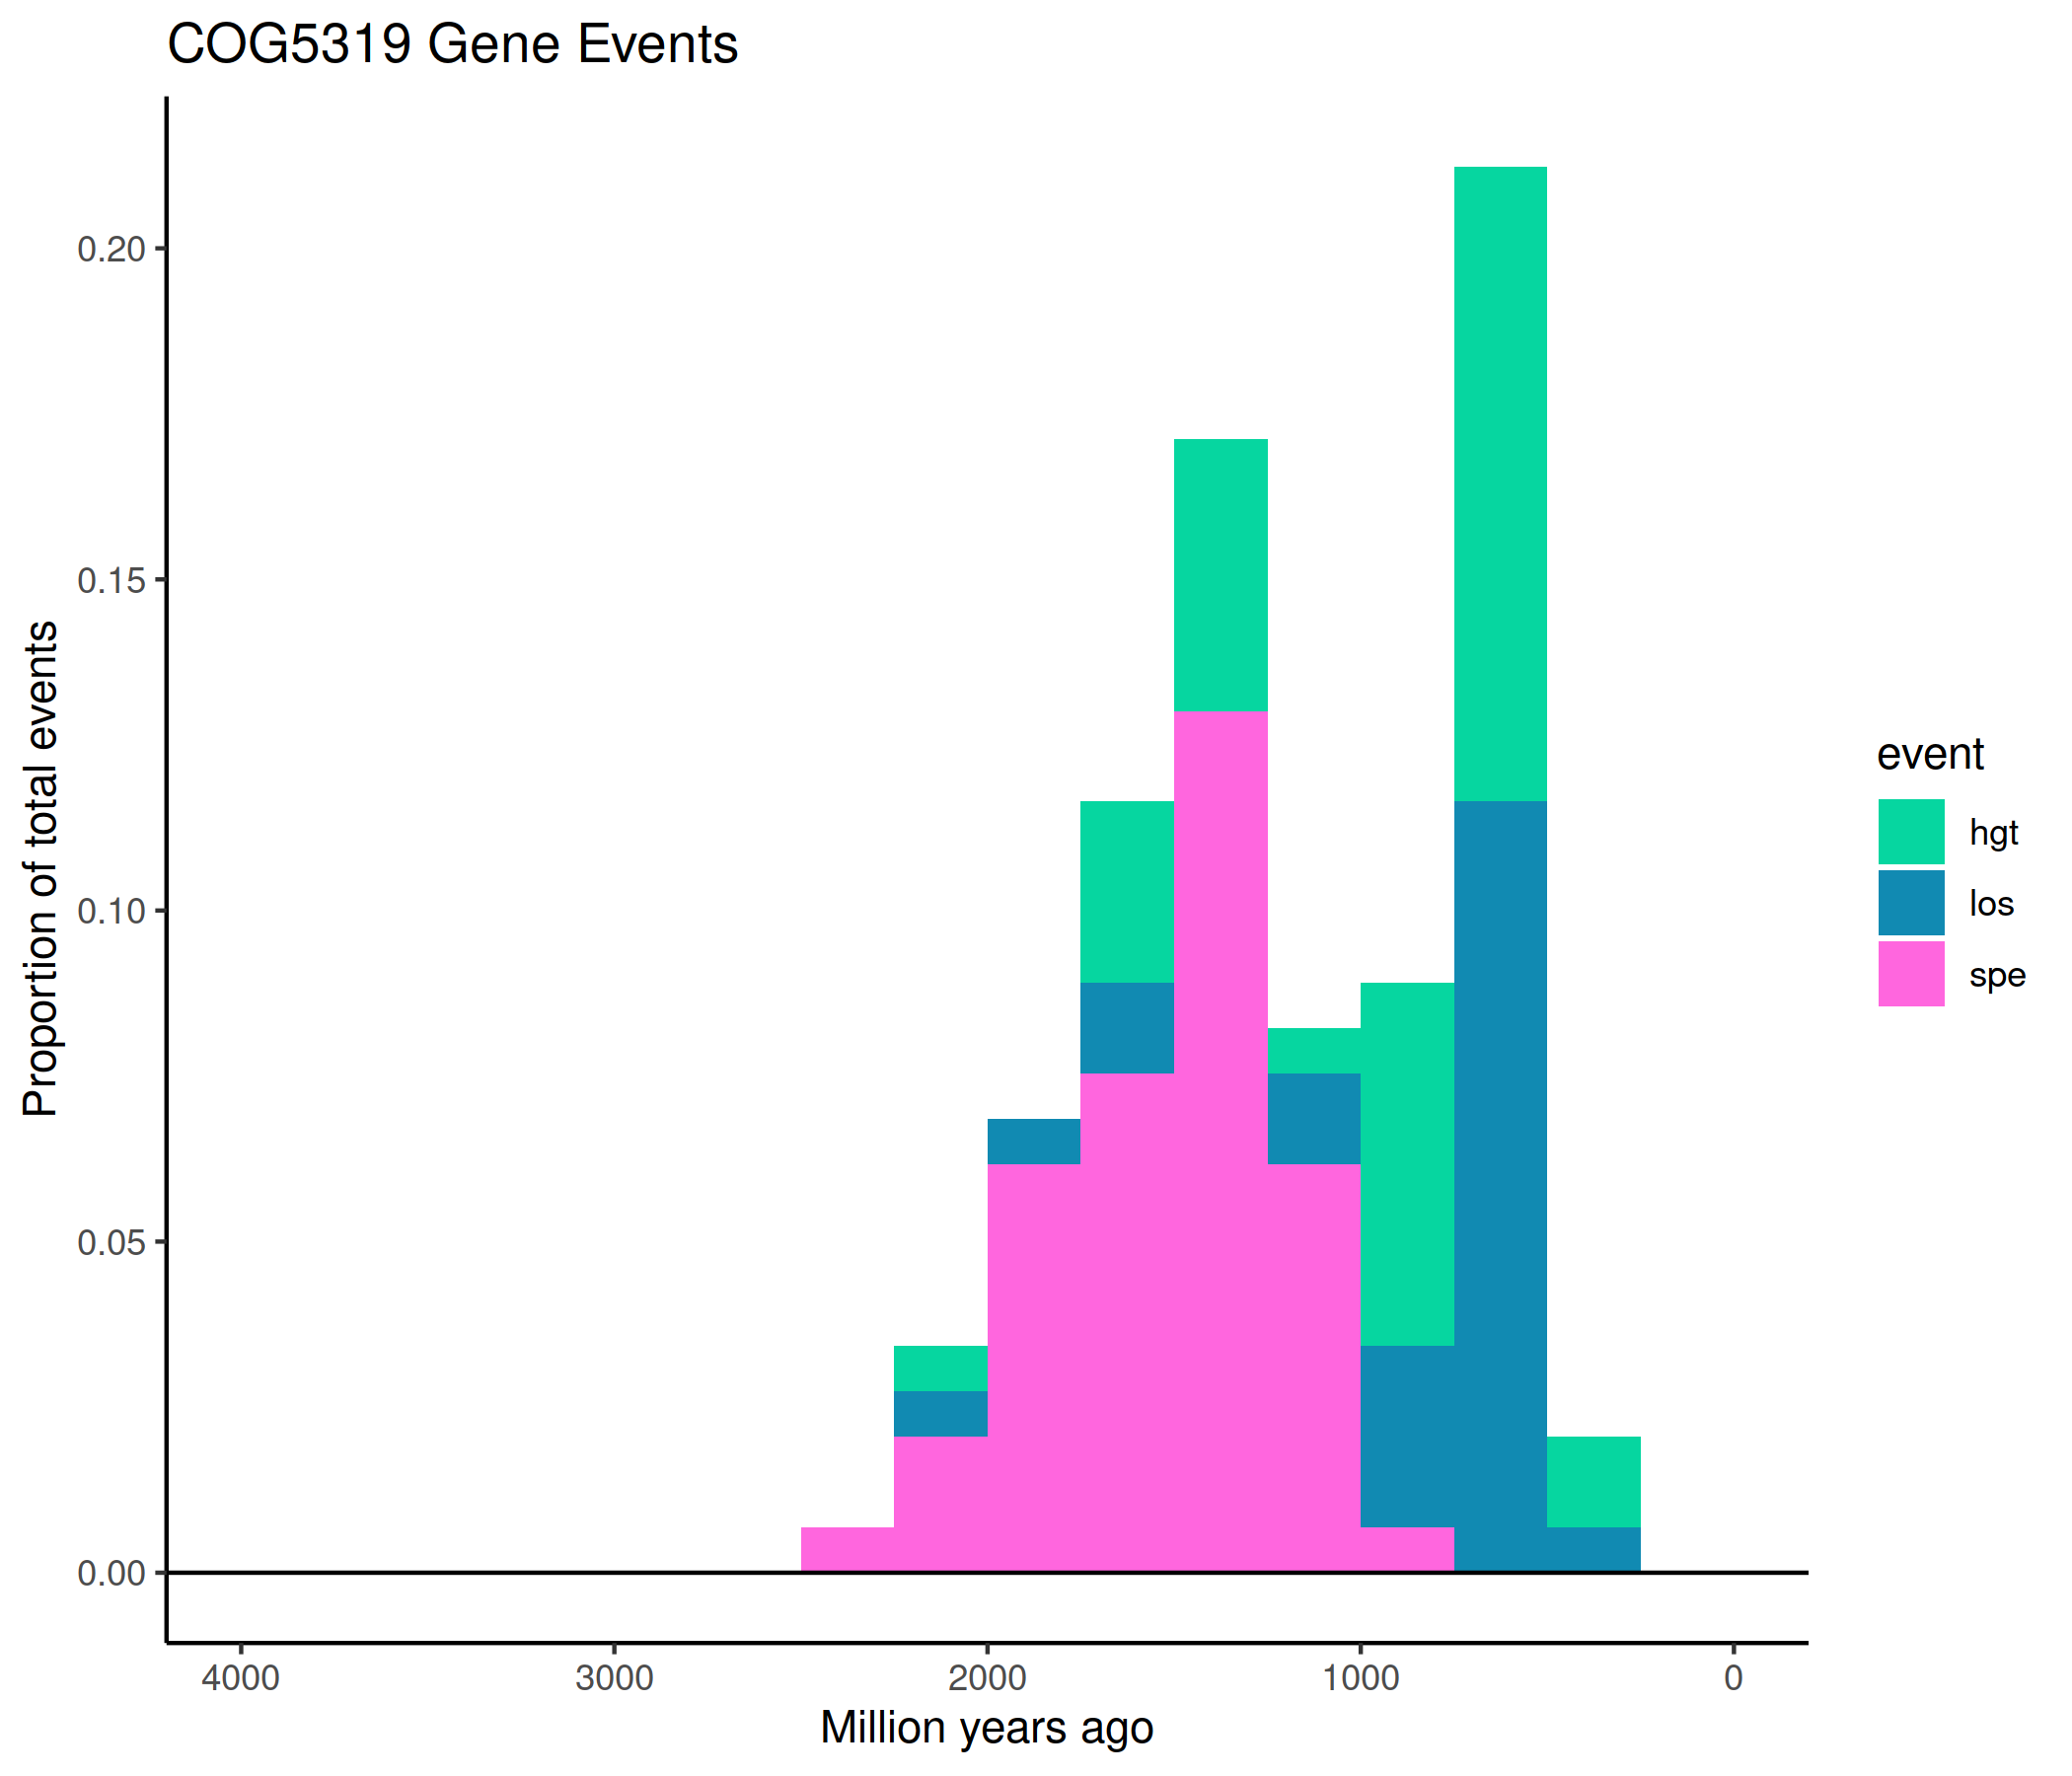 COG5319 Gene Events
Proportion of total events
0.20
0.15
0.10
0.05
0.00
4000 3000 2000 1000 0
Million years ago
event
hgt
los
spe